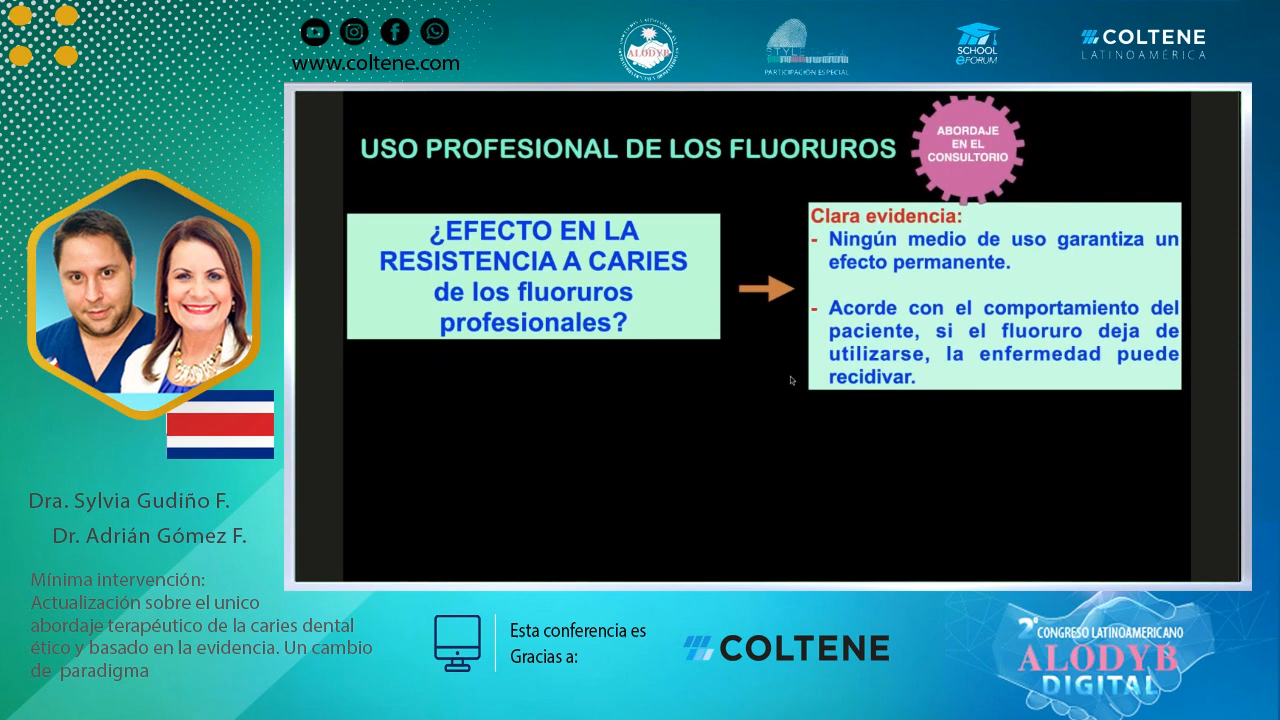 www.coltene.com
ALODYB
STYLE
PARTICIPACIÓN ESPECIAL
SCHOOL
eFORUM
COLTENE
LATINOAMÉRICA
USO PROFESIONAL DE LOS FLUORUROS
ABORDAJE
EN EL
CONSULTORIO
¿EFECTO EN LA
RESISTENCIA A CARIES
de los fluoruros
profesionales?
Clara evidencia:
- Ningún medio de uso garantiza un
efecto permanente.
- Acorde con el comportamiento del
paciente, si el fluoruro deja de
utilizarse, la enfermedad puede
recidivar.
Dra. Sylvia Gudiño F.
Dr. Adrián Gómez F.
Mínima intervención:
Actualización sobre el unico
abordaje terapéutico de la caries dental
ético y basado en la evidencia. Un cambio
de paradigma
Esta conferencia es
Gracias a:
COLTENE
2° CONGRESO LATINOAMERICANO
ALODYB
DIGITAL